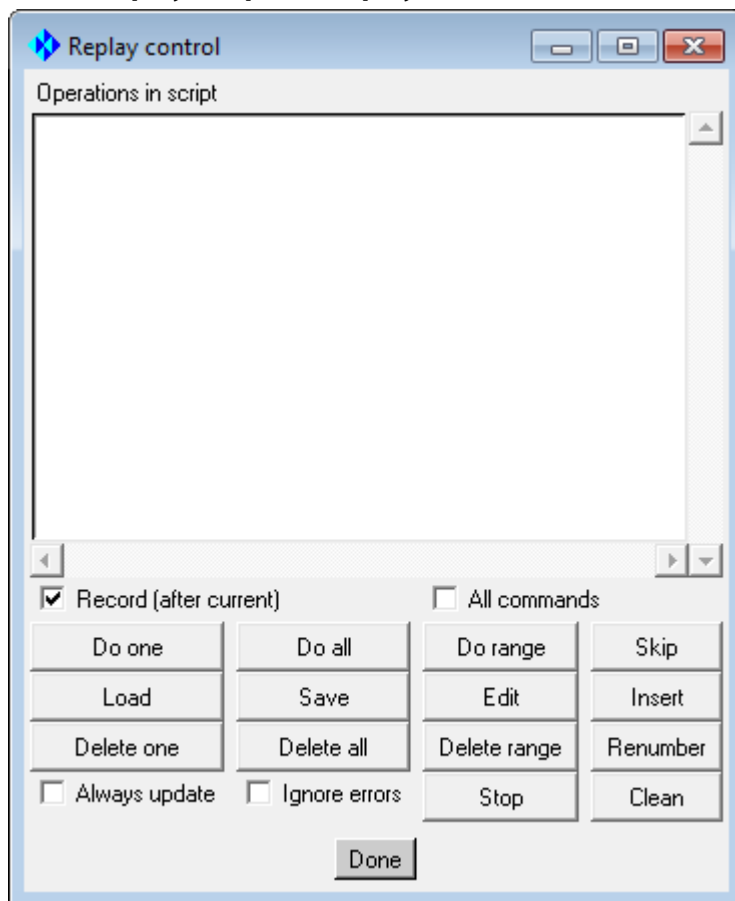 Replay control
Operations in script
Record (after current) All commands
Do one Do all Do range Skip
Load Save Edit Insert
Delete one Delete all Delete range Renumber
Always update Ignore errors Stop Clean
Done